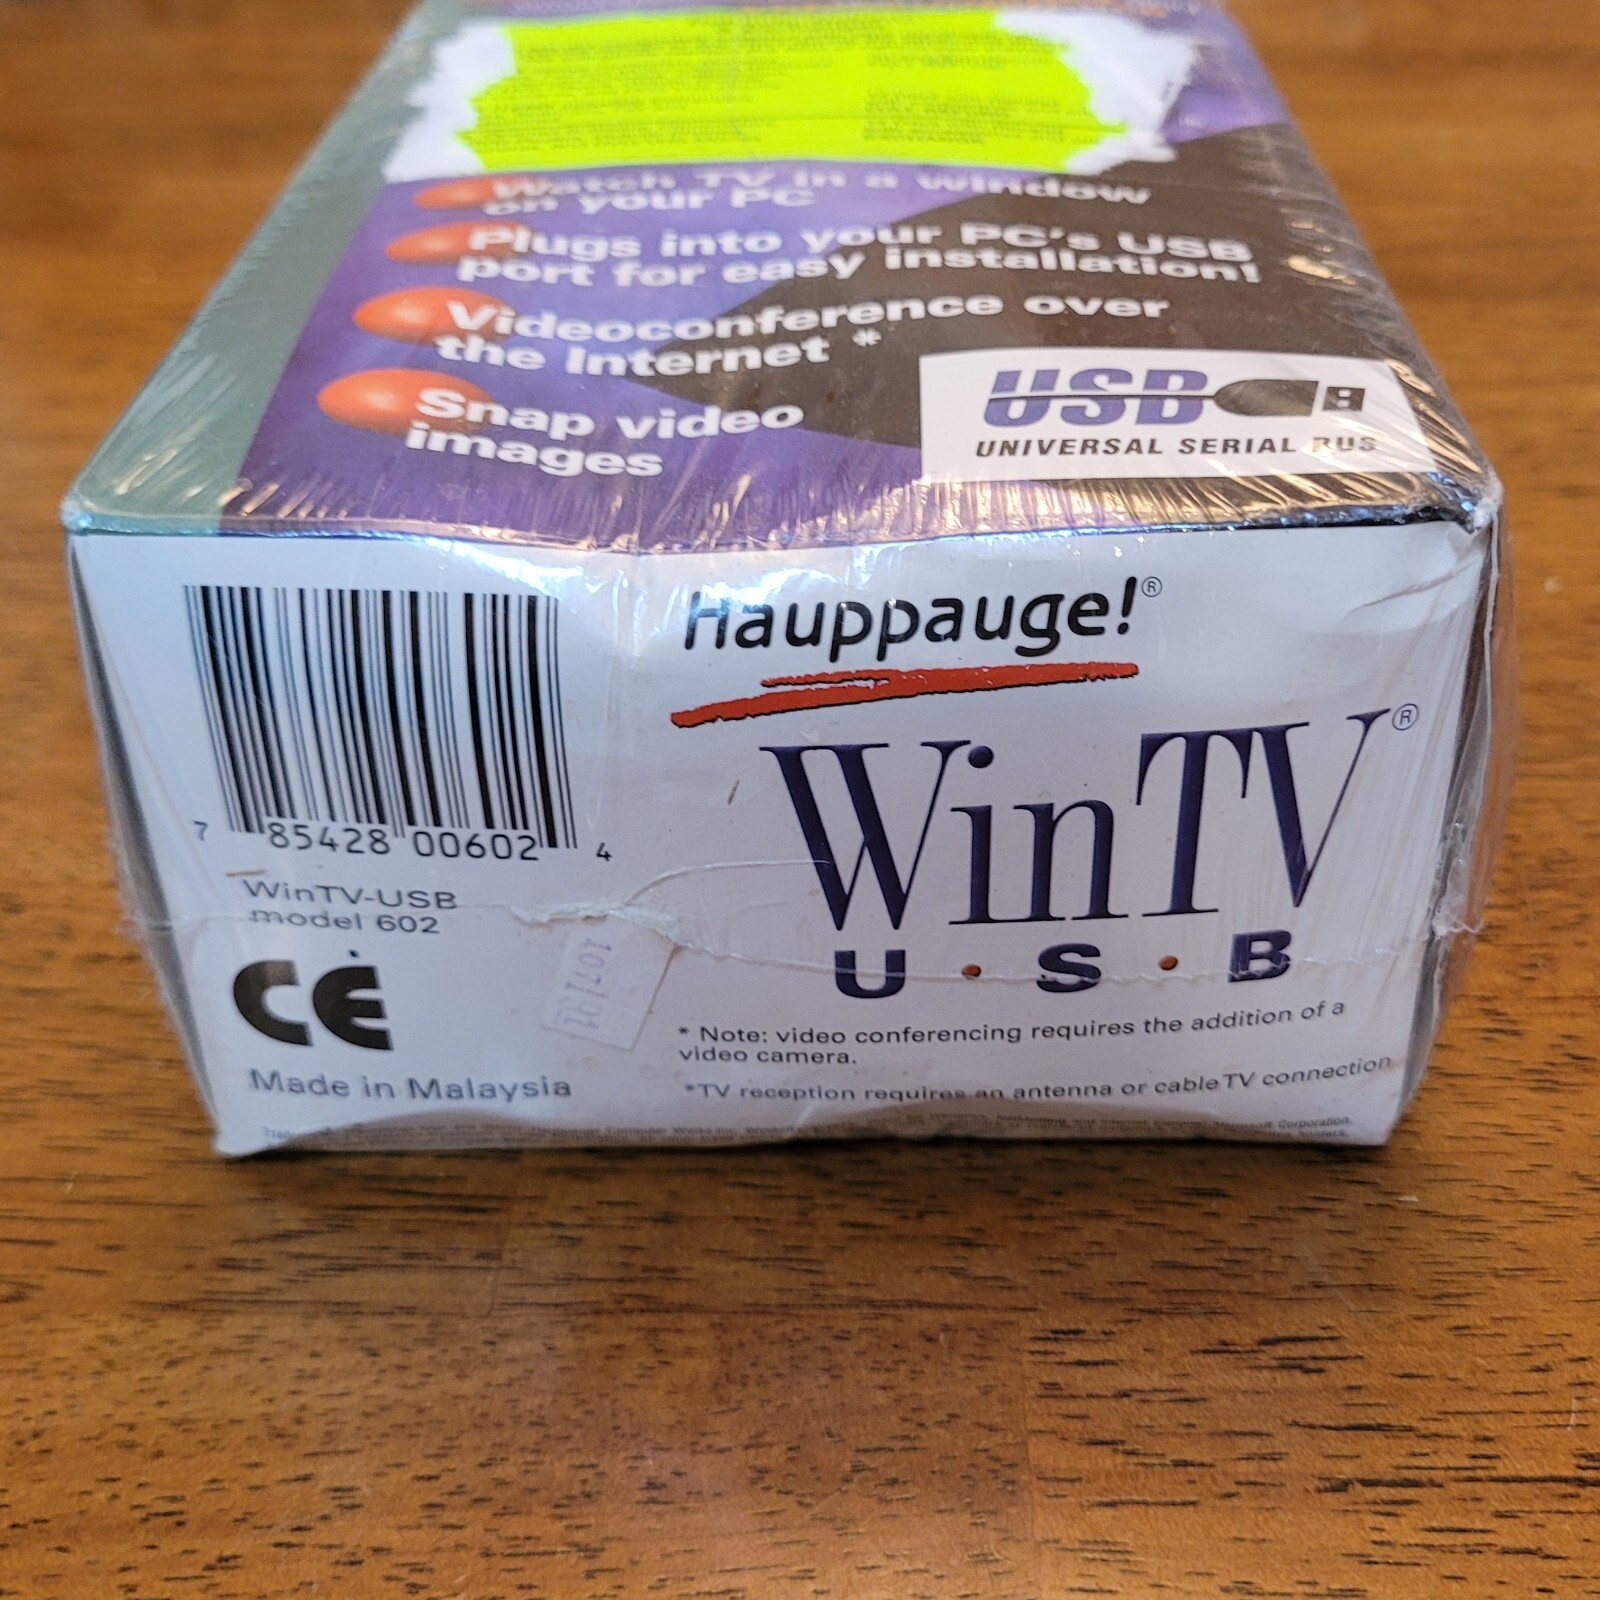 Watch TV in a window
on your PC
Plugs into your PC's USB
port for easy installation!
Videoconference over
the Internet *
Snap video
images
USB
UNIVERSAL SERIAL BUS
Hauppauge!®
WinTV®
U·S·B
7 85428 00602 4
WinTV-USB
model 602
CE
Made in Malaysia
107191
* Note: video conferencing requires the addition of a
video camera.
*TV reception requires an antenna or cable TV connection
Corporation.